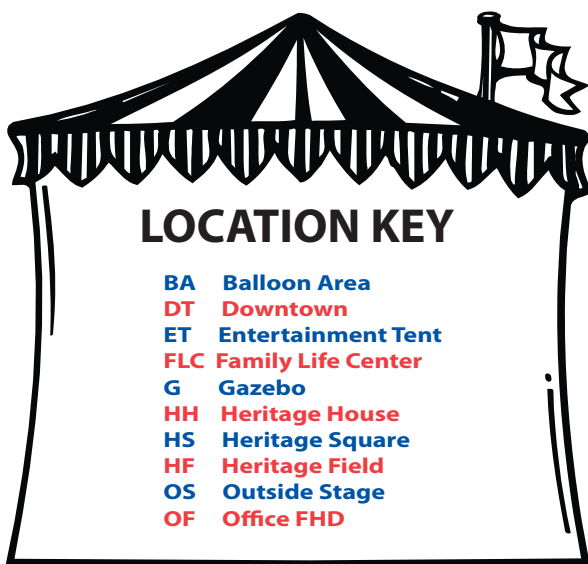 LOCATION KEY
BA Balloon Area
DT Downtown
ET Entertainment Tent
FLC Family Life Center
G Gazebo
HH Heritage House
HS Heritage Square
HF Heritage Field
OS Outside Stage
OF Office FHD